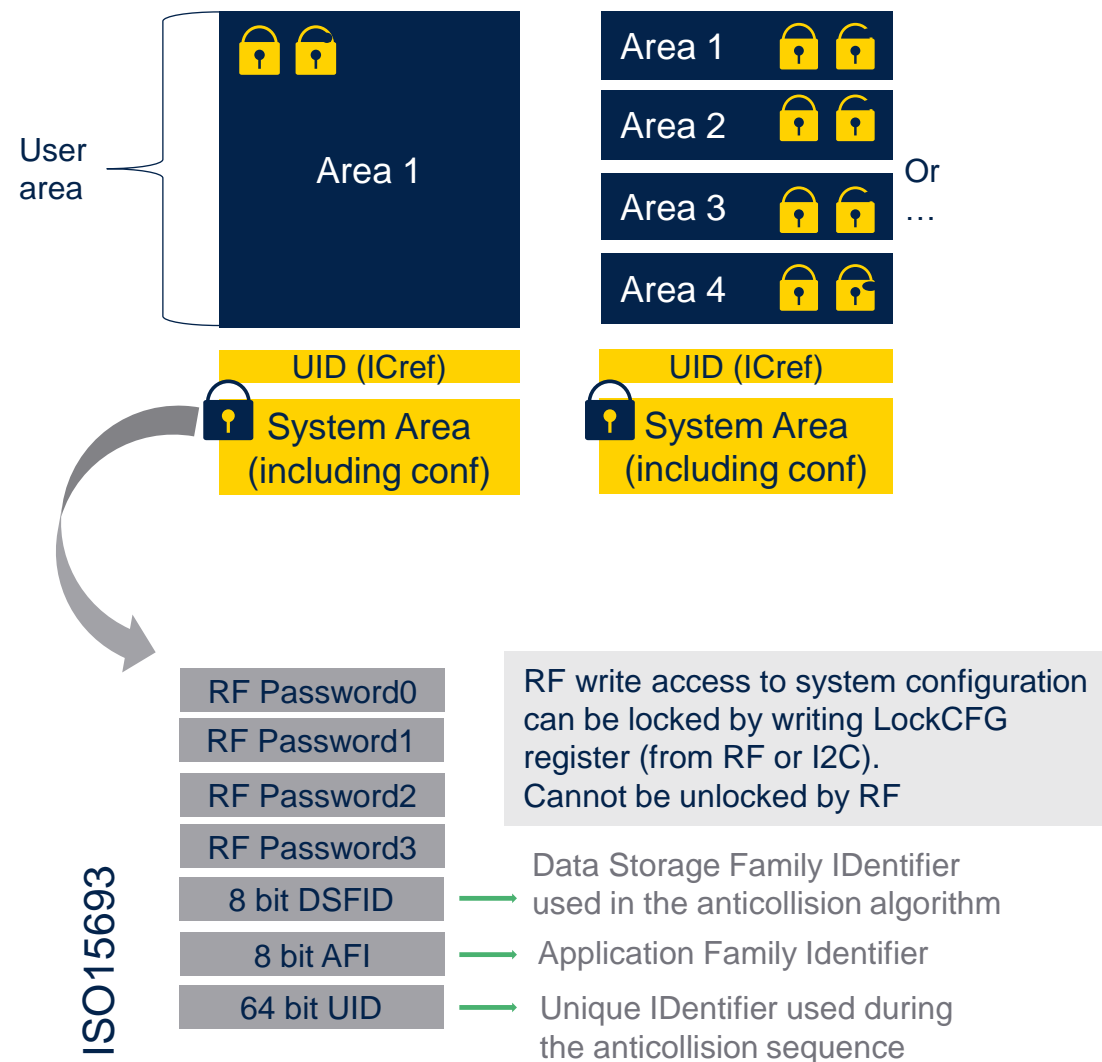 User
area
Area 1
Area 1
Area 2
Area 3
Area 4
Or
…
UID (ICref)
System Area
(including conf)
UID (ICref)
System Area
(including conf)
RF Password0
RF Password1
RF Password2
RF Password3
8 bit DSFID
8 bit AFI
64 bit UID
ISO15693
RF write access to system configuration
can be locked by writing LockCFG
register (from RF or I2C).
Cannot be unlocked by RF
Data Storage Family IDentifier
used in the anticollision algorithm
Application Family Identifier
Unique IDentifier used during
the anticollision sequence